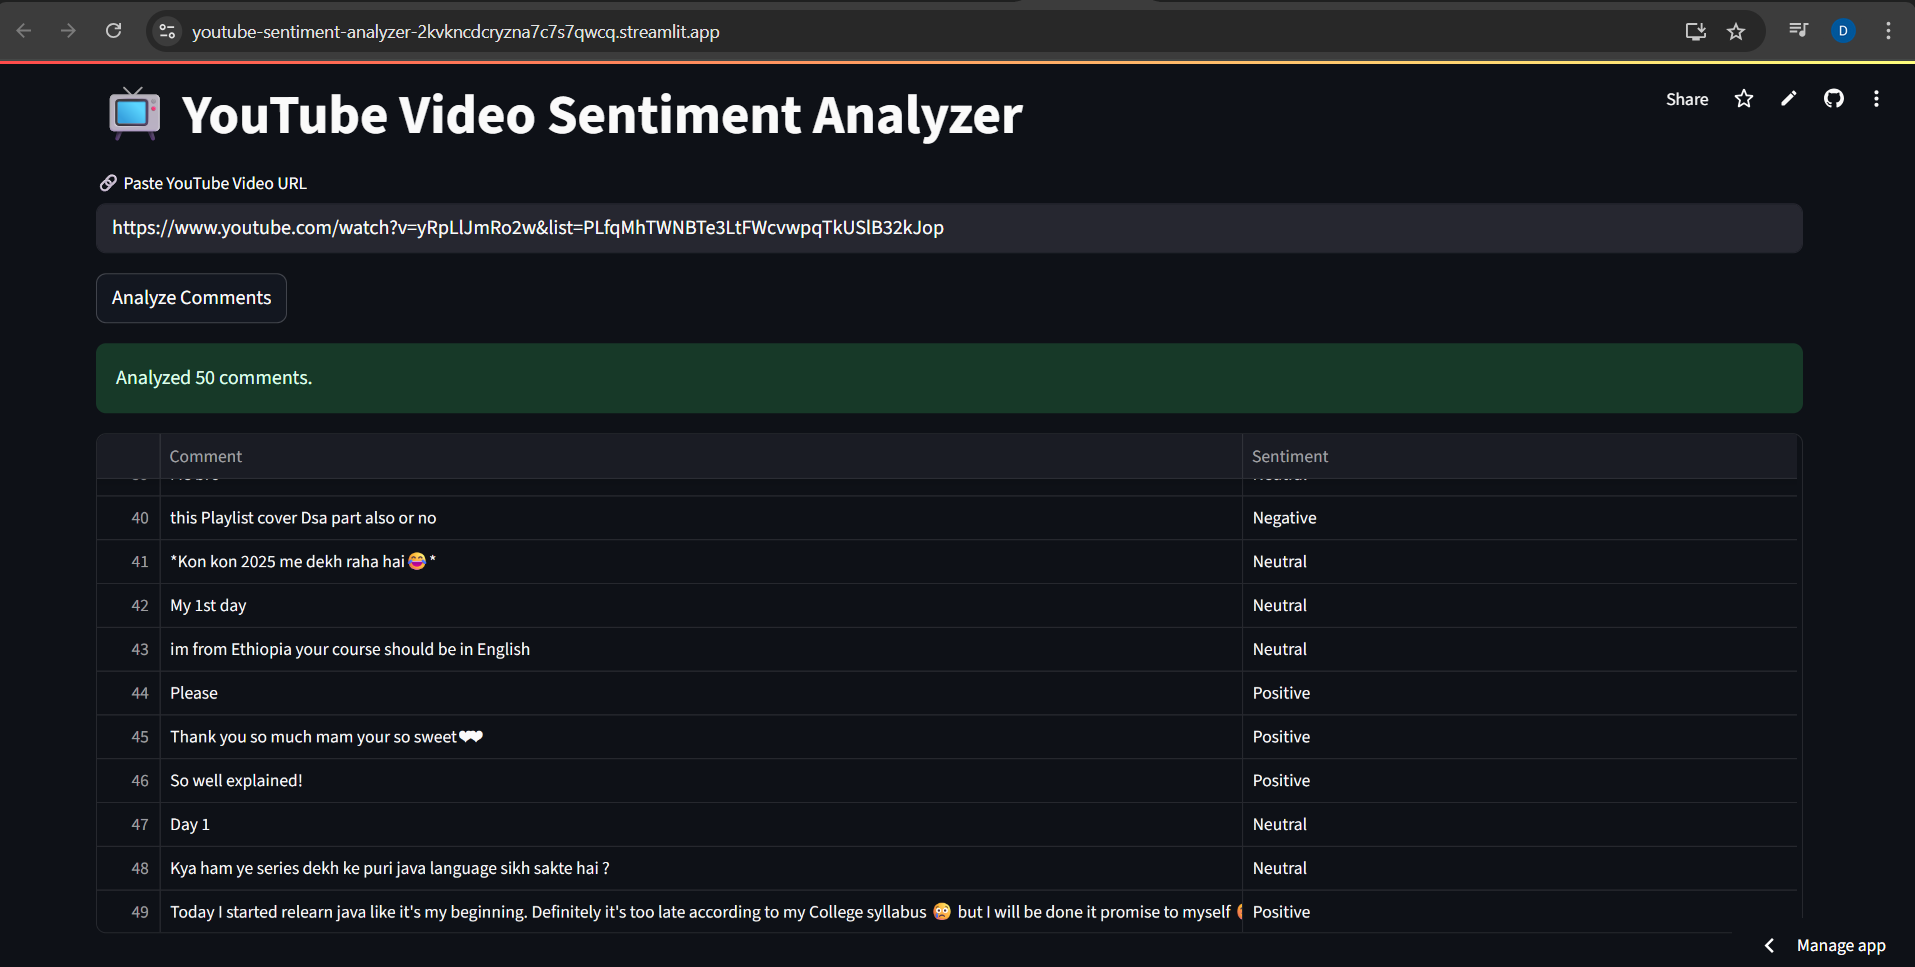 youtube-sentiment-analyzer-2kvkncdcryzna7c7s7qwcq.streamlit.app
D
YouTube Video Sentiment Analyzer
Share
Paste YouTube Video URL
https://www.youtube.com/watch?v=yRpLlJmRo2w&list=PLfqMhTWNBTe3LtFWcvwpqTkUSlB32kJop
Analyze Comments
Analyzed 50 comments.
Comment Sentiment
40 this Playlist cover Dsa part also or no Negative
41 *Kon kon 2025 me dekh raha hai😂* Neutral
42 My 1st day Neutral
43 im from Ethiopia your course should be in English Neutral
44 Please Positive
45 Thank you so much mam your so sweet❤❤ Positive
46 So well explained! Positive
47 Day 1 Neutral
48 Kya ham ye series dekh ke puri java language sikh sakte hai ? Neutral
49 Today I started relearn java like it's my beginning. Definitely it's too late according to my College syllabus 😨 but I will be done it promise to myself Positive
Manage app